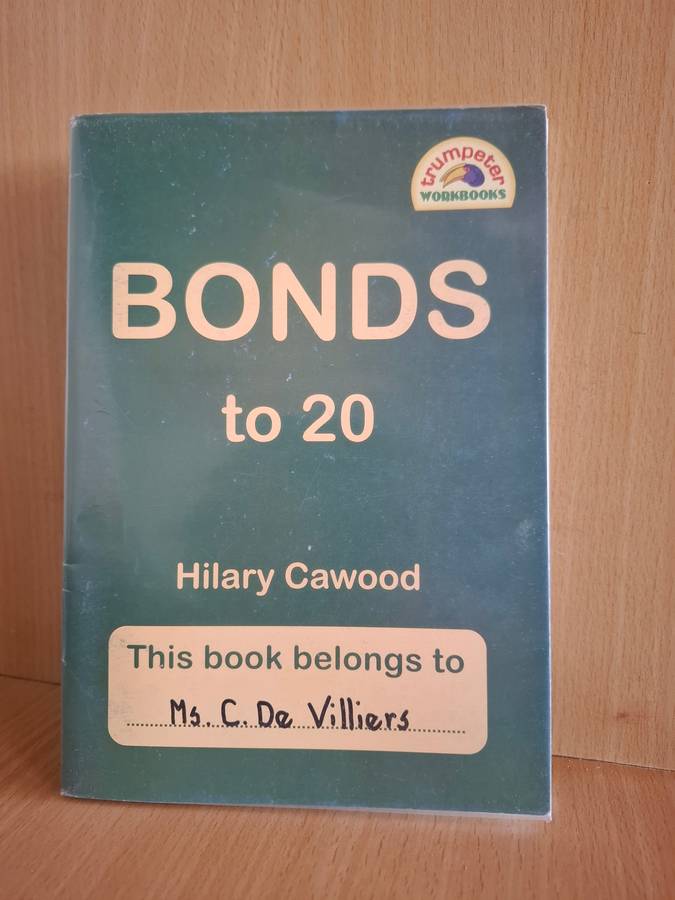 trumpeter
WORKBOOKS
BONDS
to 20
Hilary Cawood
This book belongs to
Ms. C. De Villiers